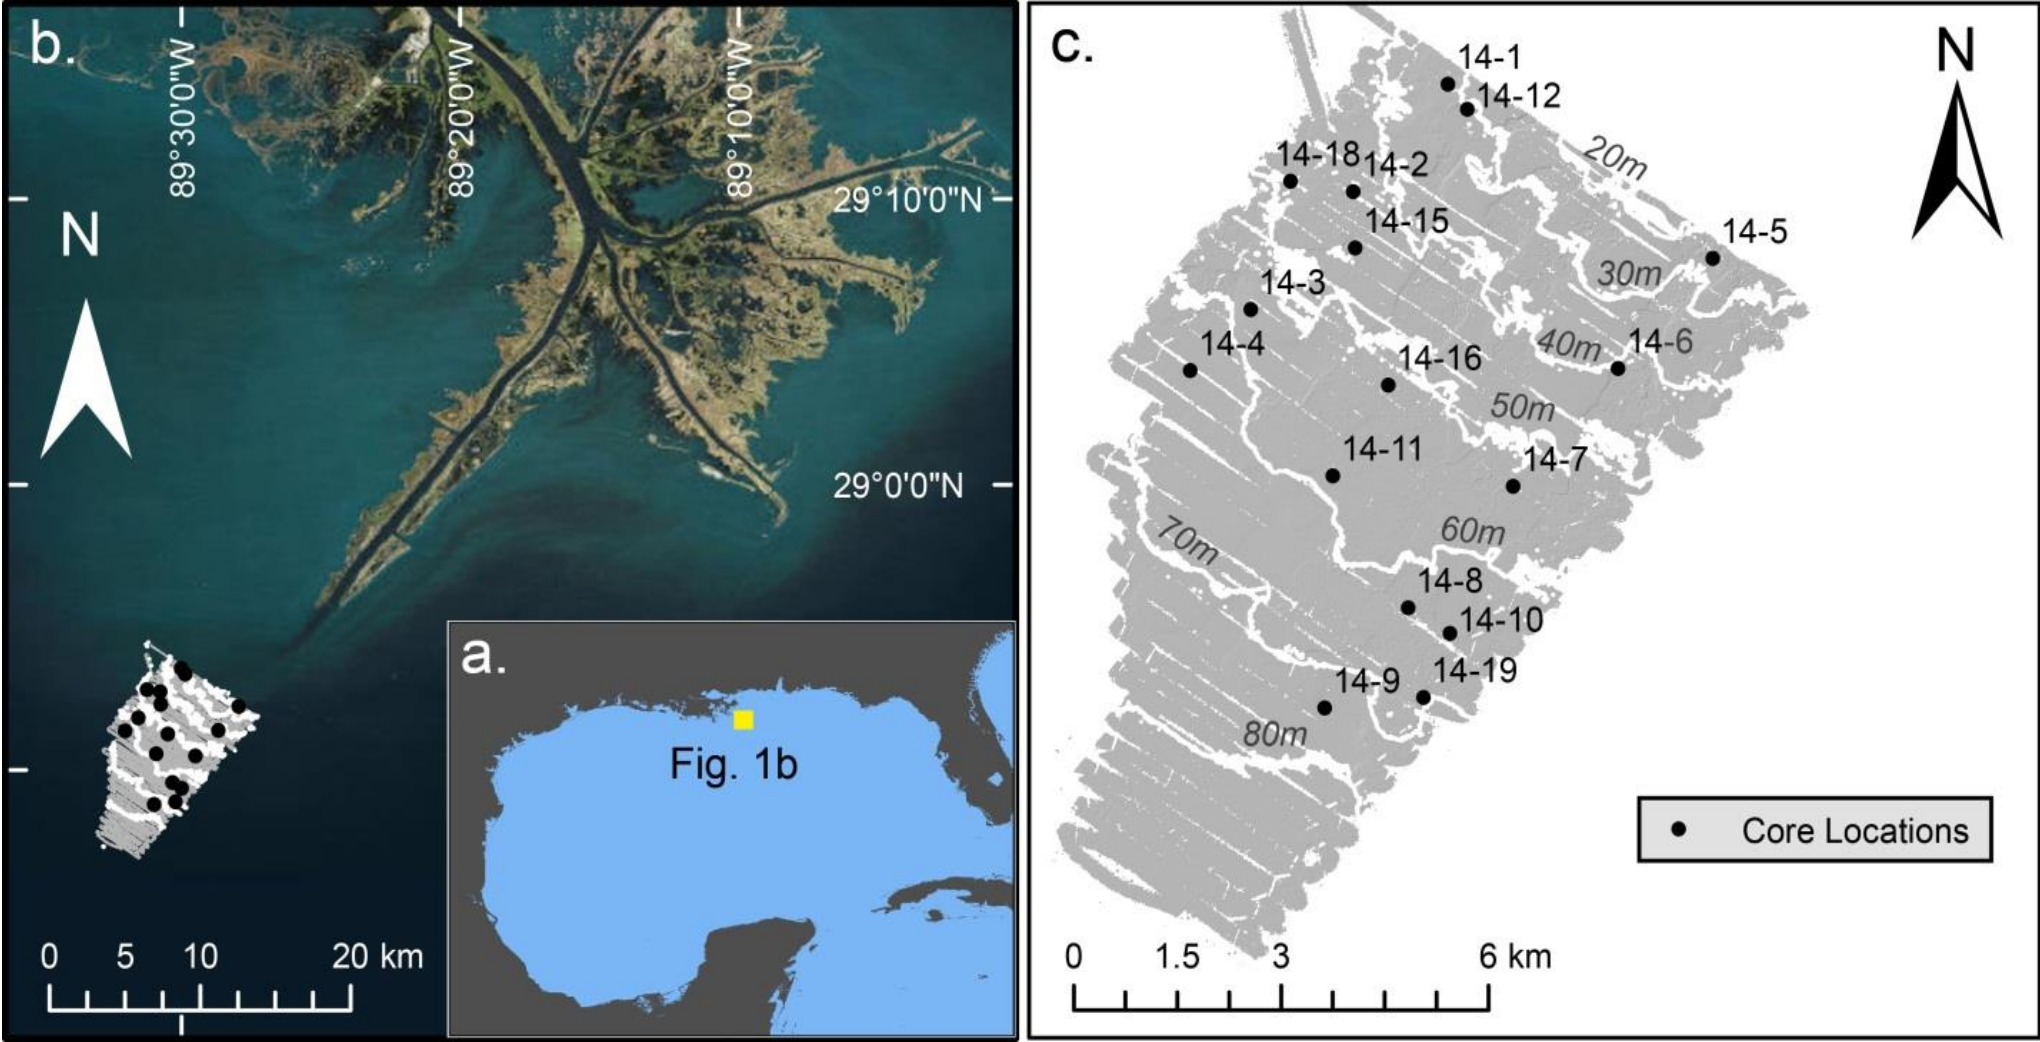 b.
89°30'0"W
89°20'0"W
89°10'0"W
29°10'0"N
N
29°0'0"N
a.
Fig. 1b
0 5 10 20 km
c.
N
14-1
14-12
20m
14-18
14-2
14-15
14-5
30m
14-3
14-4
40m
14-6
14-16
50m
14-11
14-7
60m
70m
14-8
14-10
14-19
14-9
80m
Core Locations
0 1.5 3 6 km